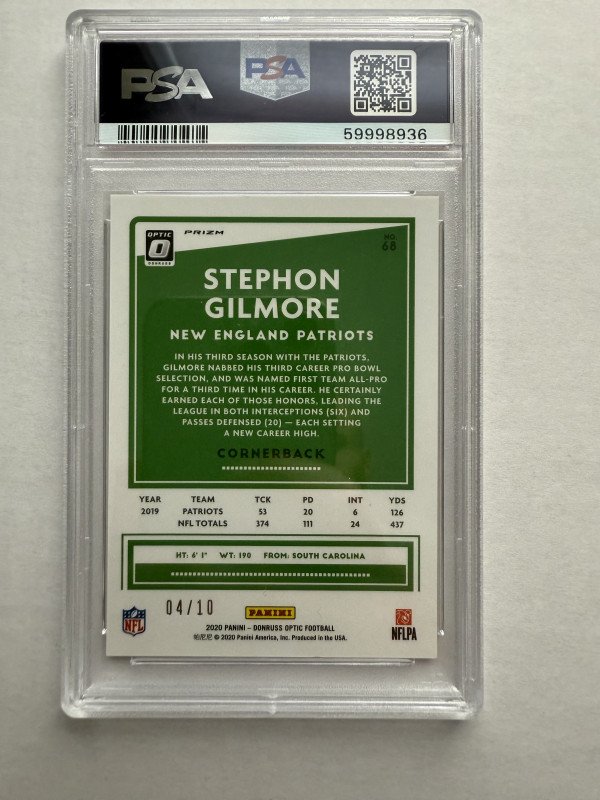 PSA PSA
59998936
OPTIC PRIZM
DONRUSS
NO.
68
STEPHON
GILMORE
NEW ENGLAND PATRIOTS
IN HIS THIRD SEASON WITH THE PATRIOTS,
GILMORE NABBED HIS THIRD CAREER PRO BOWL
SELECTION, AND WAS NAMED FIRST TEAM ALL-PRO
FOR A THIRD TIME IN HIS CAREER. HE CERTAINLY
EARNED EACH OF THOSE HONORS, LEADING THE
LEAGUE IN BOTH INTERCEPTIONS (SIX) AND
PASSES DEFENSED (20) — EACH SETTING
A NEW CAREER HIGH.
CORNERBACK
YEAR TEAM TCK PD INT YDS
2019 PATRIOTS 53 20 6 126
NFL TOTALS 374 111 24 437
HT: 6' 1" WT: 190 FROM: SOUTH CAROLINA
04/10 PANINI
NFL NFLPA
2020 PANINI – DONRUSS OPTIC FOOTBALL
帕尼尼 © 2020 Panini America, Inc. Produced in the USA.